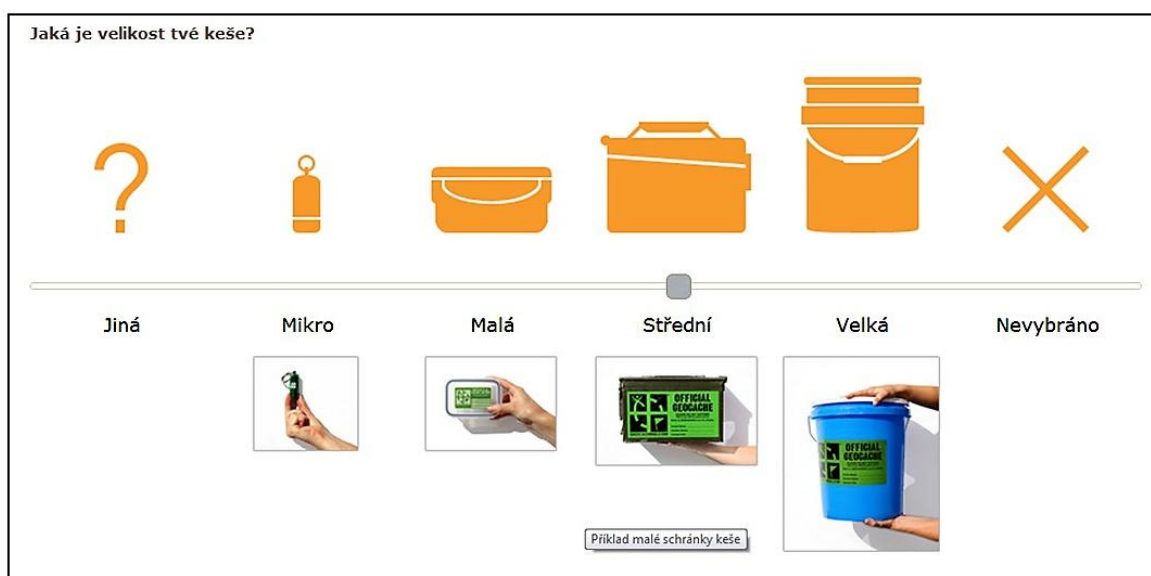 Jaká je velikost tvé keše?
?
Jiná Mikro Malá Střední Velká Nevybráno
OFFICIAL
GEOCACHE
OFFICIAL
GEOCACHE
Příklad malé schránky keše